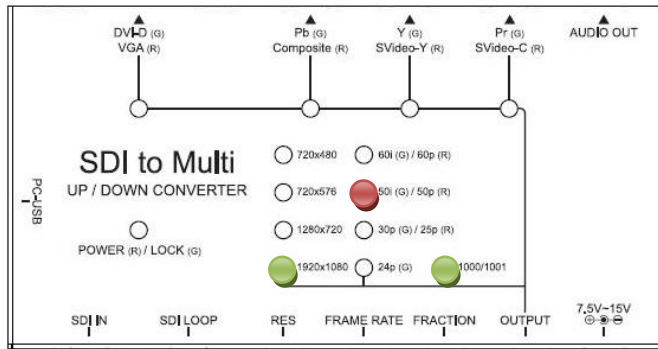 DVI-D (G)
VGA (R)
Pb (G)
Composite (R)
Y (G)
SVideo-Y (R)
Pr (G)
SVideo-C (R)
AUDIO OUT
SDI to Multi
UP / DOWN CONVERTER
PC-USB
POWER (R) / LOCK (G)
720x480
60i (G) / 60p (R)
720x576
50i (G) / 50p (R)
1280x720
30p (G) / 25p (R)
1920x1080
24p (G)
1000/1001
SDI IN
SDI LOOP
RES
FRAME RATE
FRACTION
OUTPUT
7.5V~15V